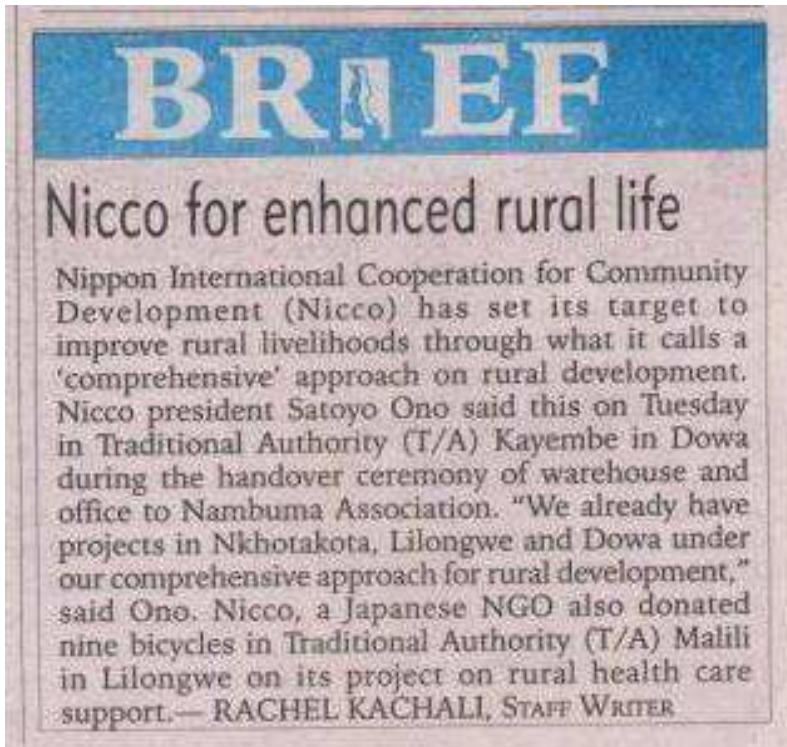 BRIEF
Nicco for enhanced rural life
Nippon International Cooperation for Community
Development (Nicco) has set its target to
improve rural livelihoods through what it calls a
‘comprehensive’ approach on rural development.
Nicco president Satoyo Ono said this on Tuesday
in Traditional Authority (T/A) Kayembe in Dowa
during the handover ceremony of warehouse and
office to Nambuma Association. “We already have
projects in Nkhotakota, Lilongwe and Dowa under
our comprehensive approach for rural development,”
said Ono. Nicco, a Japanese NGO also donated
nine bicycles in Traditional Authority (T/A) Malili
in Lilongwe on its project on rural health care
support.— RACHEL KACHALI, STAFF WRITER